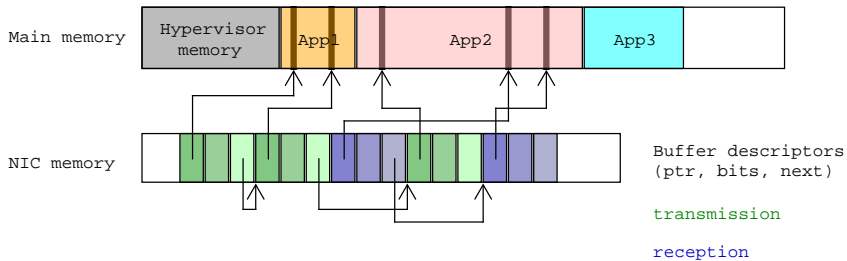 Main memory
Hypervisor
memory
App1
App2
App3
NIC memory
Buffer descriptors
(ptr, bits, next)
transmission
reception